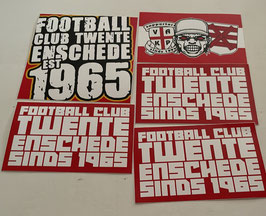 FOOTBALL
CLUB TWENTE
ENSCHEDE
EST
1965
VAK P
FOOTBALL CLUB
TWENTE
ENSCHEDE
SINDS 1965
FOOTBALL CLUB
TWENTE
ENSCHEDE
SINDS 1965
FOOTBALL CLUB
TWENTE
ENSCHEDE
SINDS 1965